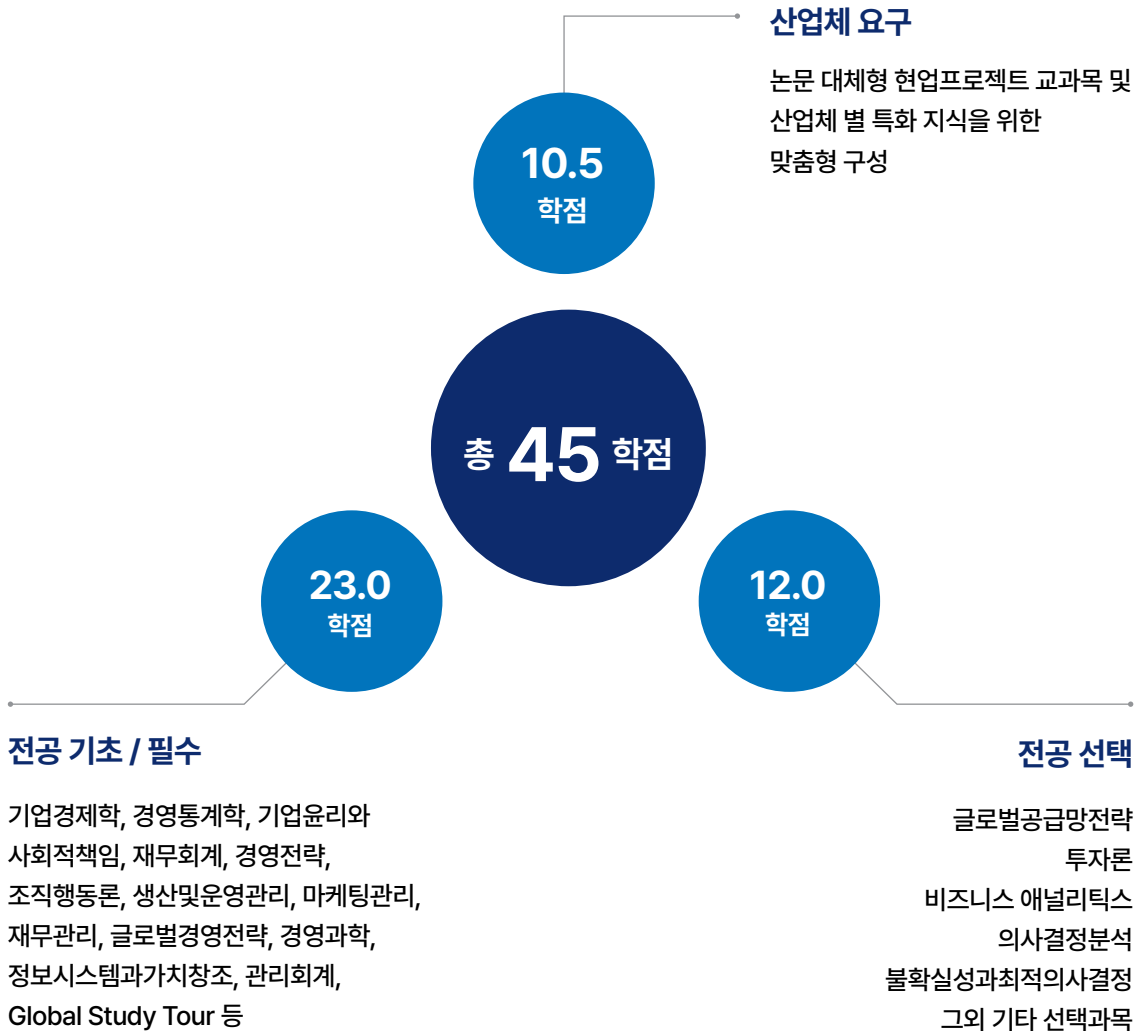 산업체 요구
논문 대체형 현업프로젝트 교과목 및
산업체 별 특화 지식을 위한
맞춤형 구성
10.5
학점
총 45 학점
23.0
학점
12.0
학점
전공 기초 / 필수
기업경제학, 경영통계학, 기업윤리와
사회적책임, 재무회계, 경영전략,
조직행동론, 생산및운영관리, 마케팅관리,
재무관리, 글로벌경영전략, 경영과학,
정보시스템과가치창조, 관리회계,
Global Study Tour 등
전공 선택
글로벌공급망전략
투자론
비즈니스 애널리틱스
의사결정분석
불확실성과최적의사결정
그외 기타 선택과목